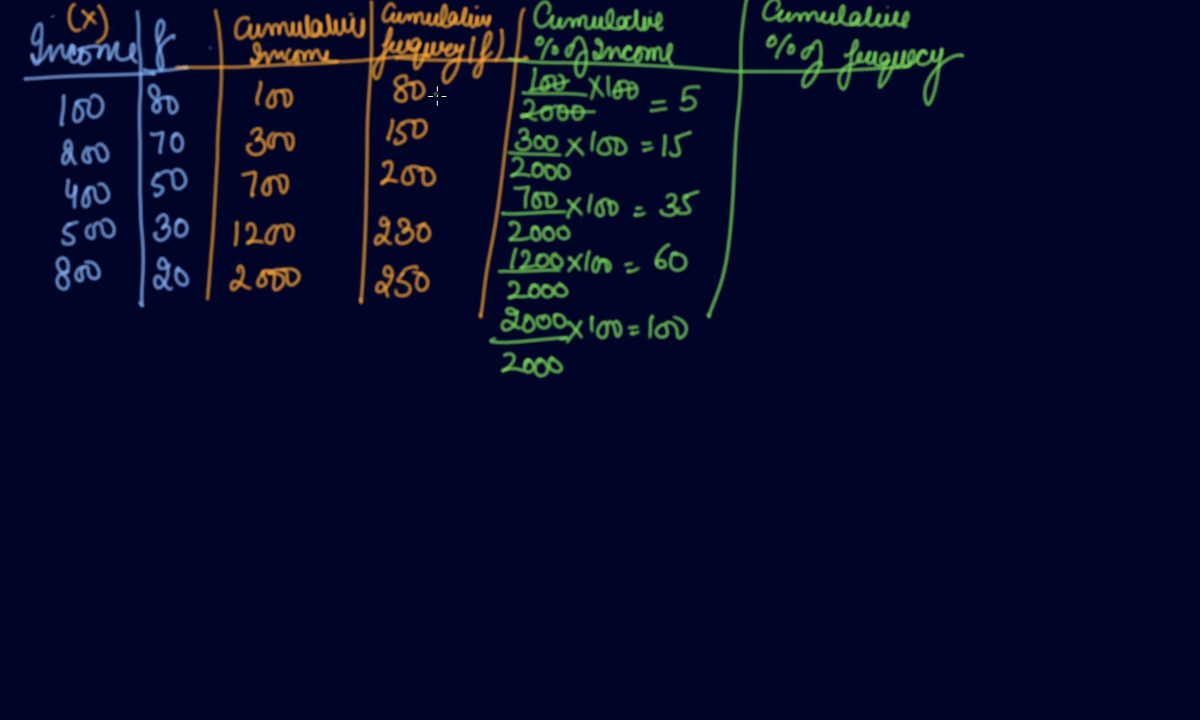 (x)
Income f Cumulative Income Cumulative frequency (f) Cumulative % of Income Cumulative % of frequency
100 80 100 80 100/2000 ×100 = 5
200 70 300 150 300/2000 ×100 = 15
400 50 700 200 700/2000 ×100 = 35
500 30 1200 230 1200/2000 ×100 = 60
800 20 2000 250 2000/2000 ×100 = 100